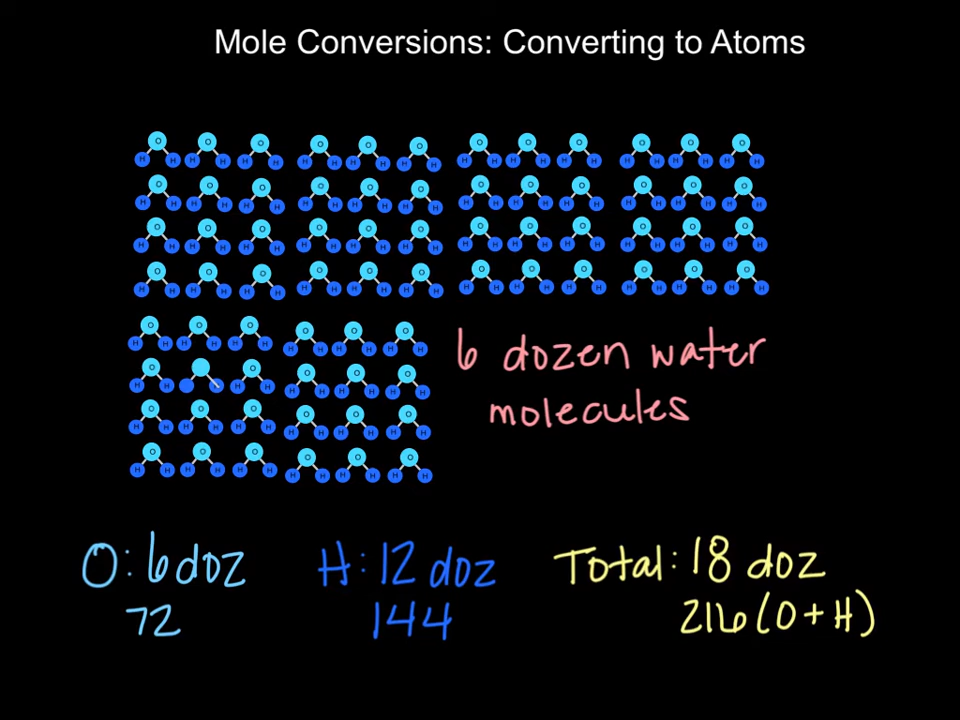 Mole Conversions: Converting to Atoms
O O O O O O O O O O O O
H H H H H H H H H H H H H H H H H H H H H H H H
O O O O O O O O O O O O
H H H H H H H H H H H H H H H H H H H H H H H H
O O O O O O O O O O O O
H H H H H H H H H H H H H H H H H H H H H H H H
O O O O O O O O O O O O
H H H H H H H H H H H H H H H H H H H H H H H H
O O O O O O
H H H H H H H H H H H H
O O O O O
H H H H H H H H H H
O O O O O O
H H H H H H H H H H H H
O O O O O O
H H H H H H H H H H H H
6 dozen water
molecules
O: 6 doz
72
H: 12 doz
144
Total: 18 doz
216 (O + H)